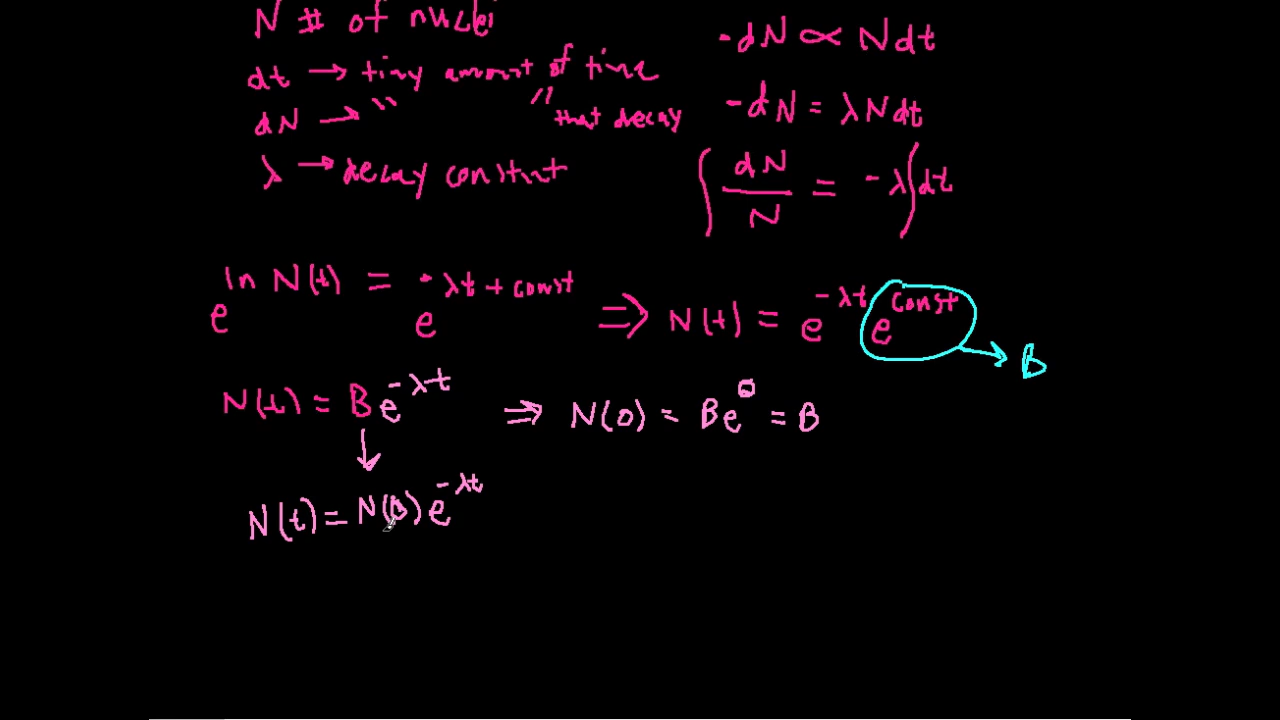 N # of nuclei
dt → tiny amount of time
dN → " " that decay
λ → decay constant
-dN ∝ Ndt
-dN = λNdt
∫ dN/N = -λ∫dt
e^(ln N(t)) = e^(-λt + const) ⇒ N(t) = e^(-λt) e^(const) → B
N(t) = Be^(-λt) ⇒ N(0) = Be^0 = B
↓
N(t) = N(0)e^(-λt)